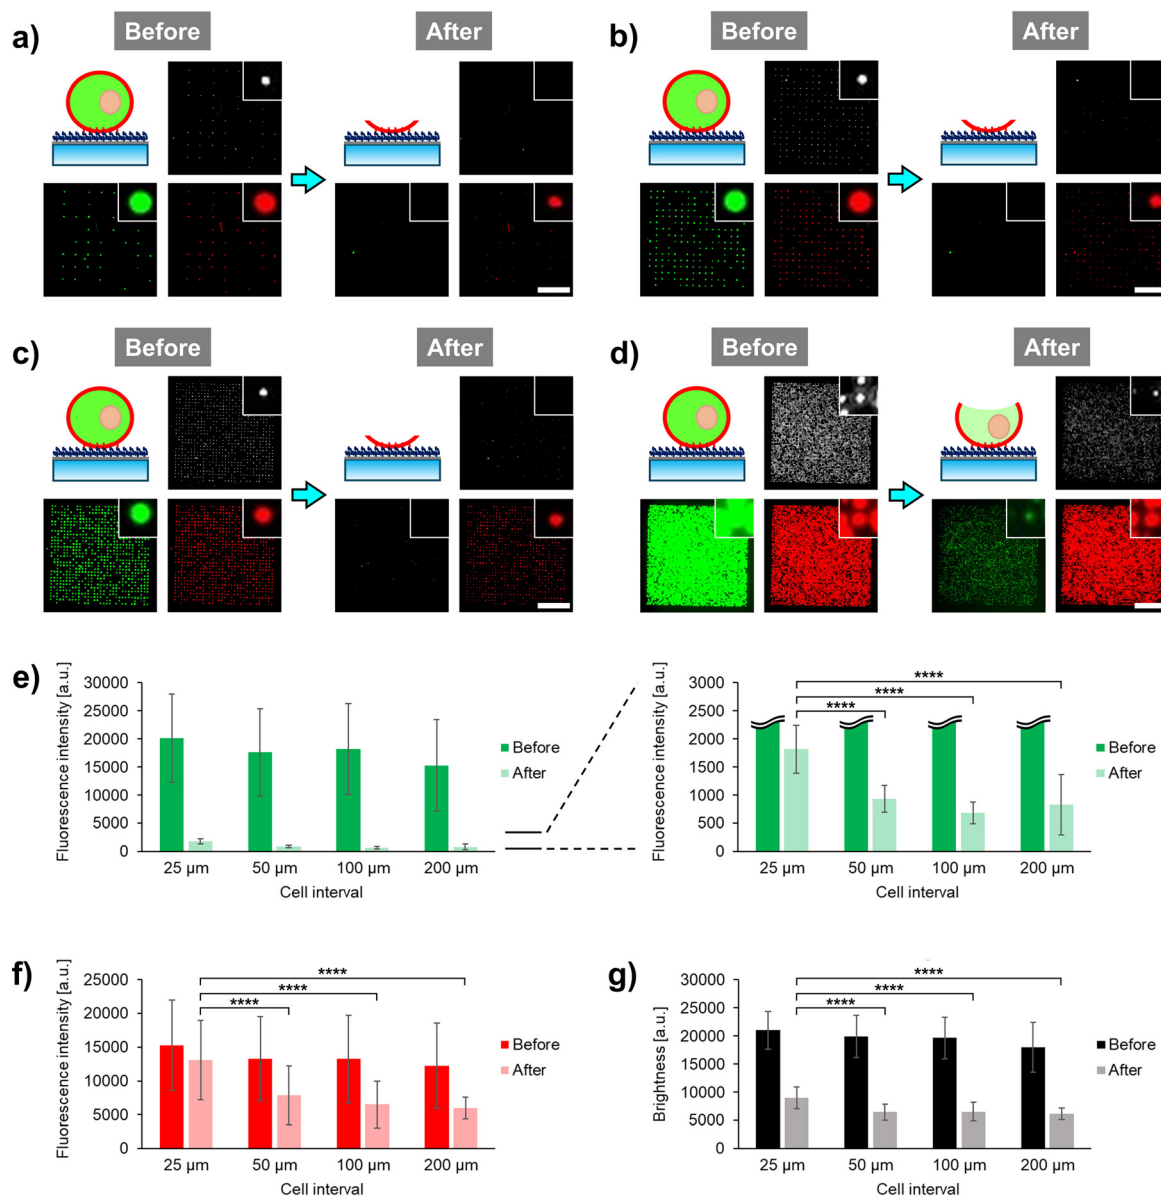 a)
Before
After
b)
Before
After
c)
Before
After
d)
Before
After
e)
Fluorescence intensity [a.u.]
30000
25000
20000
15000
10000
5000
0
25 µm 50 µm 100 µm 200 µm
Cell interval
Before
After
Fluorescence intensity [a.u.]
3000
2500
2000
1500
1000
500
0
****
****
****
25 µm 50 µm 100 µm 200 µm
Cell interval
Before
After
f)
Fluorescence intensity [a.u.]
25000
20000
15000
10000
5000
0
****
****
****
25 µm 50 µm 100 µm 200 µm
Cell interval
Before
After
g)
Brightness [a.u.]
30000
25000
20000
15000
10000
5000
0
****
****
****
25 µm 50 µm 100 µm 200 µm
Cell interval
Before
After